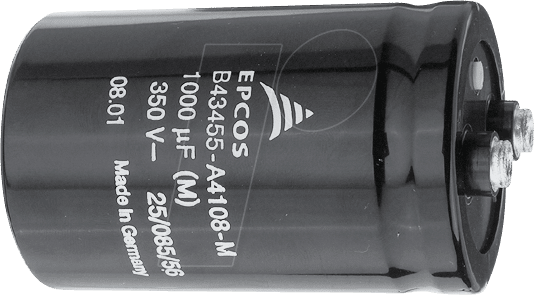 EPCOS
B43455-A4108-M
1000 µF (M)
350 V– 25/085/56
08.01 Made In Germany